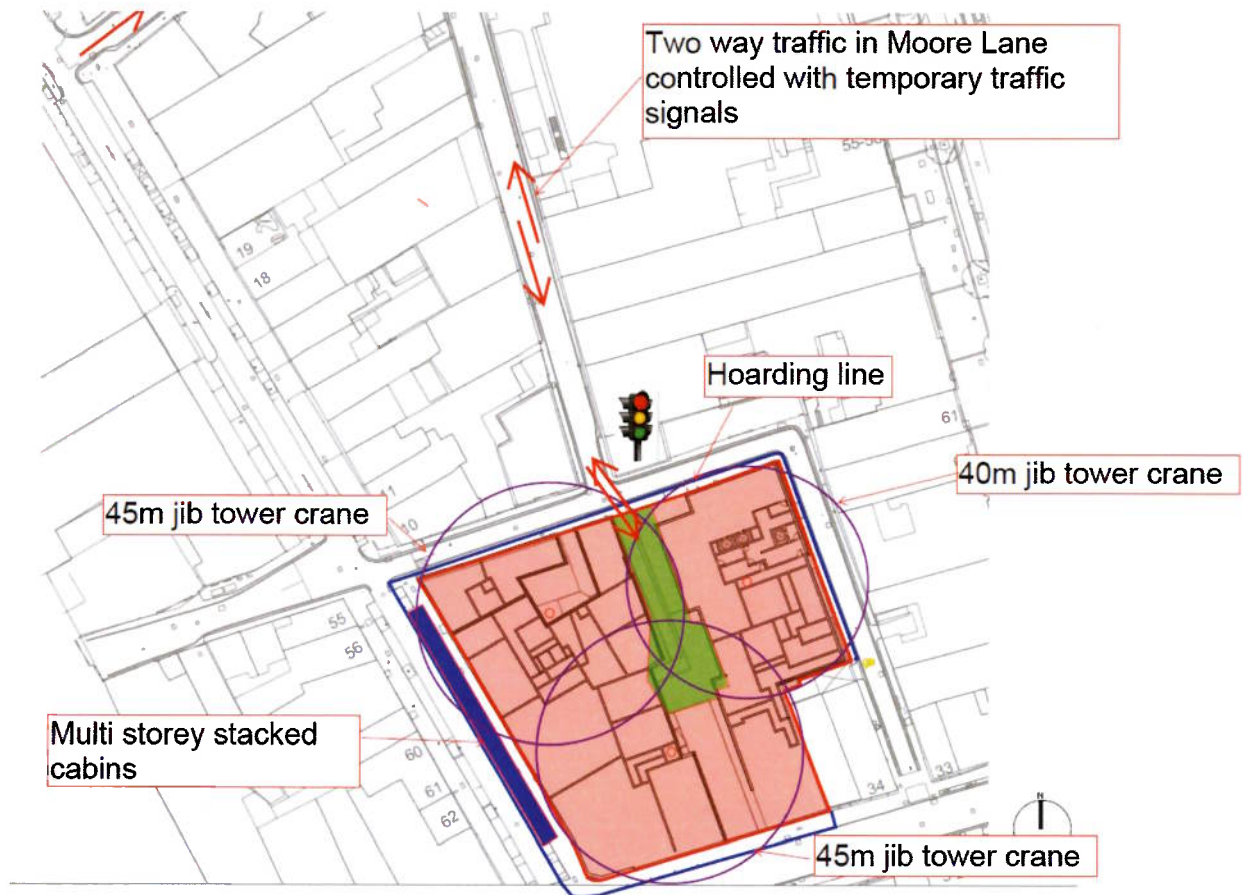 Two way traffic in Moore Lane
controlled with temporary traffic
signals
55-56
19
18
Hoarding line
61
40m jib tower crane
11
10
45m jib tower crane
55
56
Multi storey stacked
cabins
60
61
62
34
33
N
45m jib tower crane